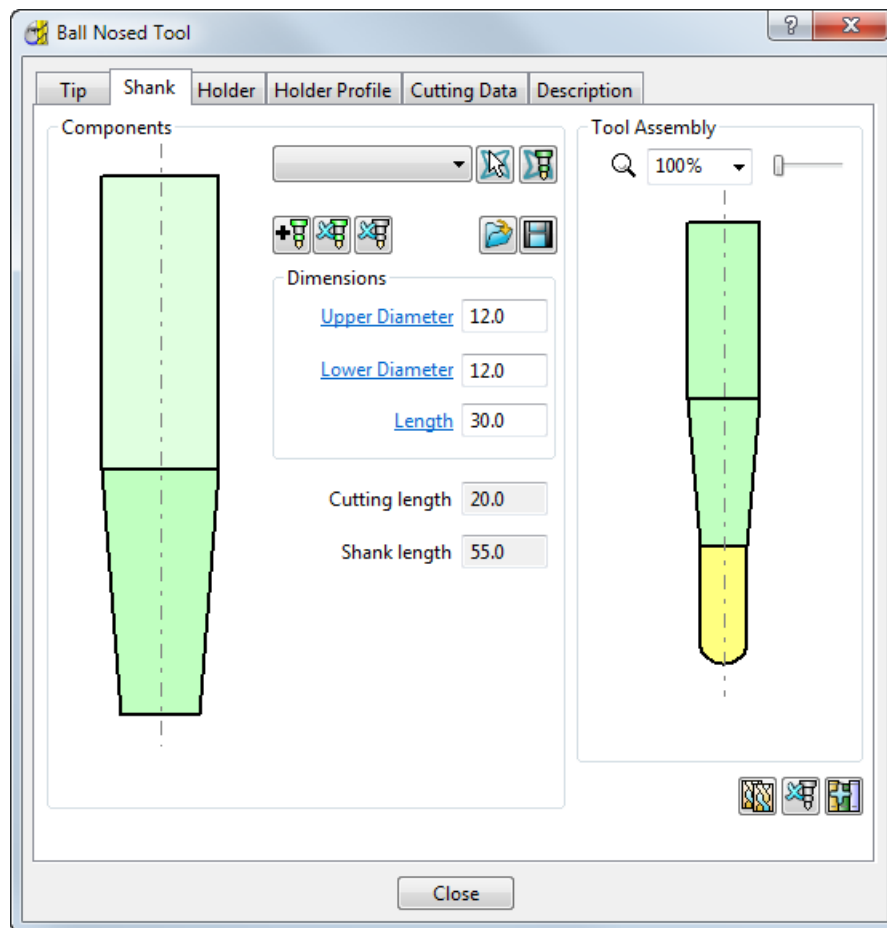 Ball Nosed Tool
?
Tip Shank Holder Holder Profile Cutting Data Description
Components
Tool Assembly
100%
Dimensions
Upper Diameter 12.0
Lower Diameter 12.0
Length 30.0
Cutting length 20.0
Shank length 55.0
Close